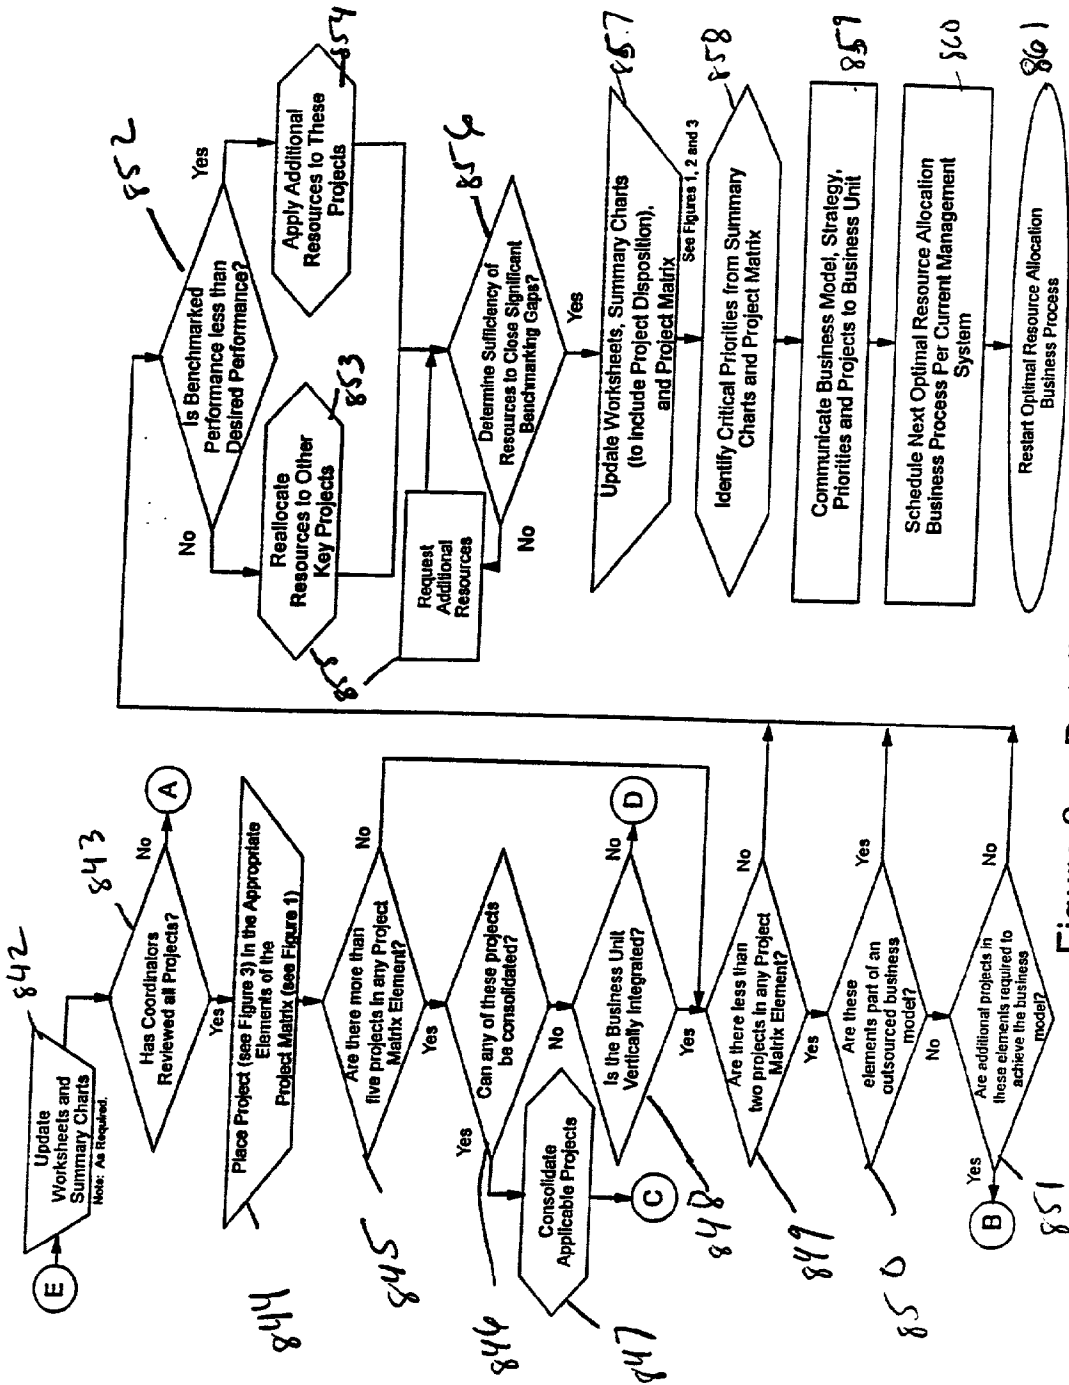 842
Update
Worksheets and
Summary Charts
Note: As Required.
E
843
Has Coordinators
Reviewed all Projects?
No
A
Yes
844
Place Project (see Figure 3) In the Appropriate
Elements of the
Project Matrix (see Figure 1)
845
Are there more than
five projects in any Project
Matrix Element?
No
Yes
846
Can any of these projects
be consolidated?
Yes
No
847
Consolidate
Applicable Projects
C
848
Is the Business Unit
Vertically Integrated?
No
D
Yes
849
Are there less than
two projects in any Project
Matrix Element?
No
Yes
850
Are these
elements part of an
outsourced business
model?
Yes
No
851
Are additional projects in
these elements required to
achieve the business
model?
No
Yes
B
852
Is Benchmarked
Performance less than
Desired Performance?
No
Yes
853
Reallocate
Resources to Other
Key Projects
854
Apply Additional
Resources to These
Projects
Request
Additional
Resources
856
Determine Sufficiency of
Resources to Close Significant
Benchmarking Gaps?
No
Yes
857
Update Worksheets, Summary Charts
(to Include Project Disposition),
and Project Matrix
See Figures 1, 2 and 3
858
Identify Critical Priorities from Summary
Charts and Project Matrix
859
Communicate Business Model, Strategy,
Priorities and Projects to Business Unit
860
Schedule Next Optimal Resource Allocation
Business Process Per Current Management
System
861
Restart Optimal Resource Allocation
Business Process